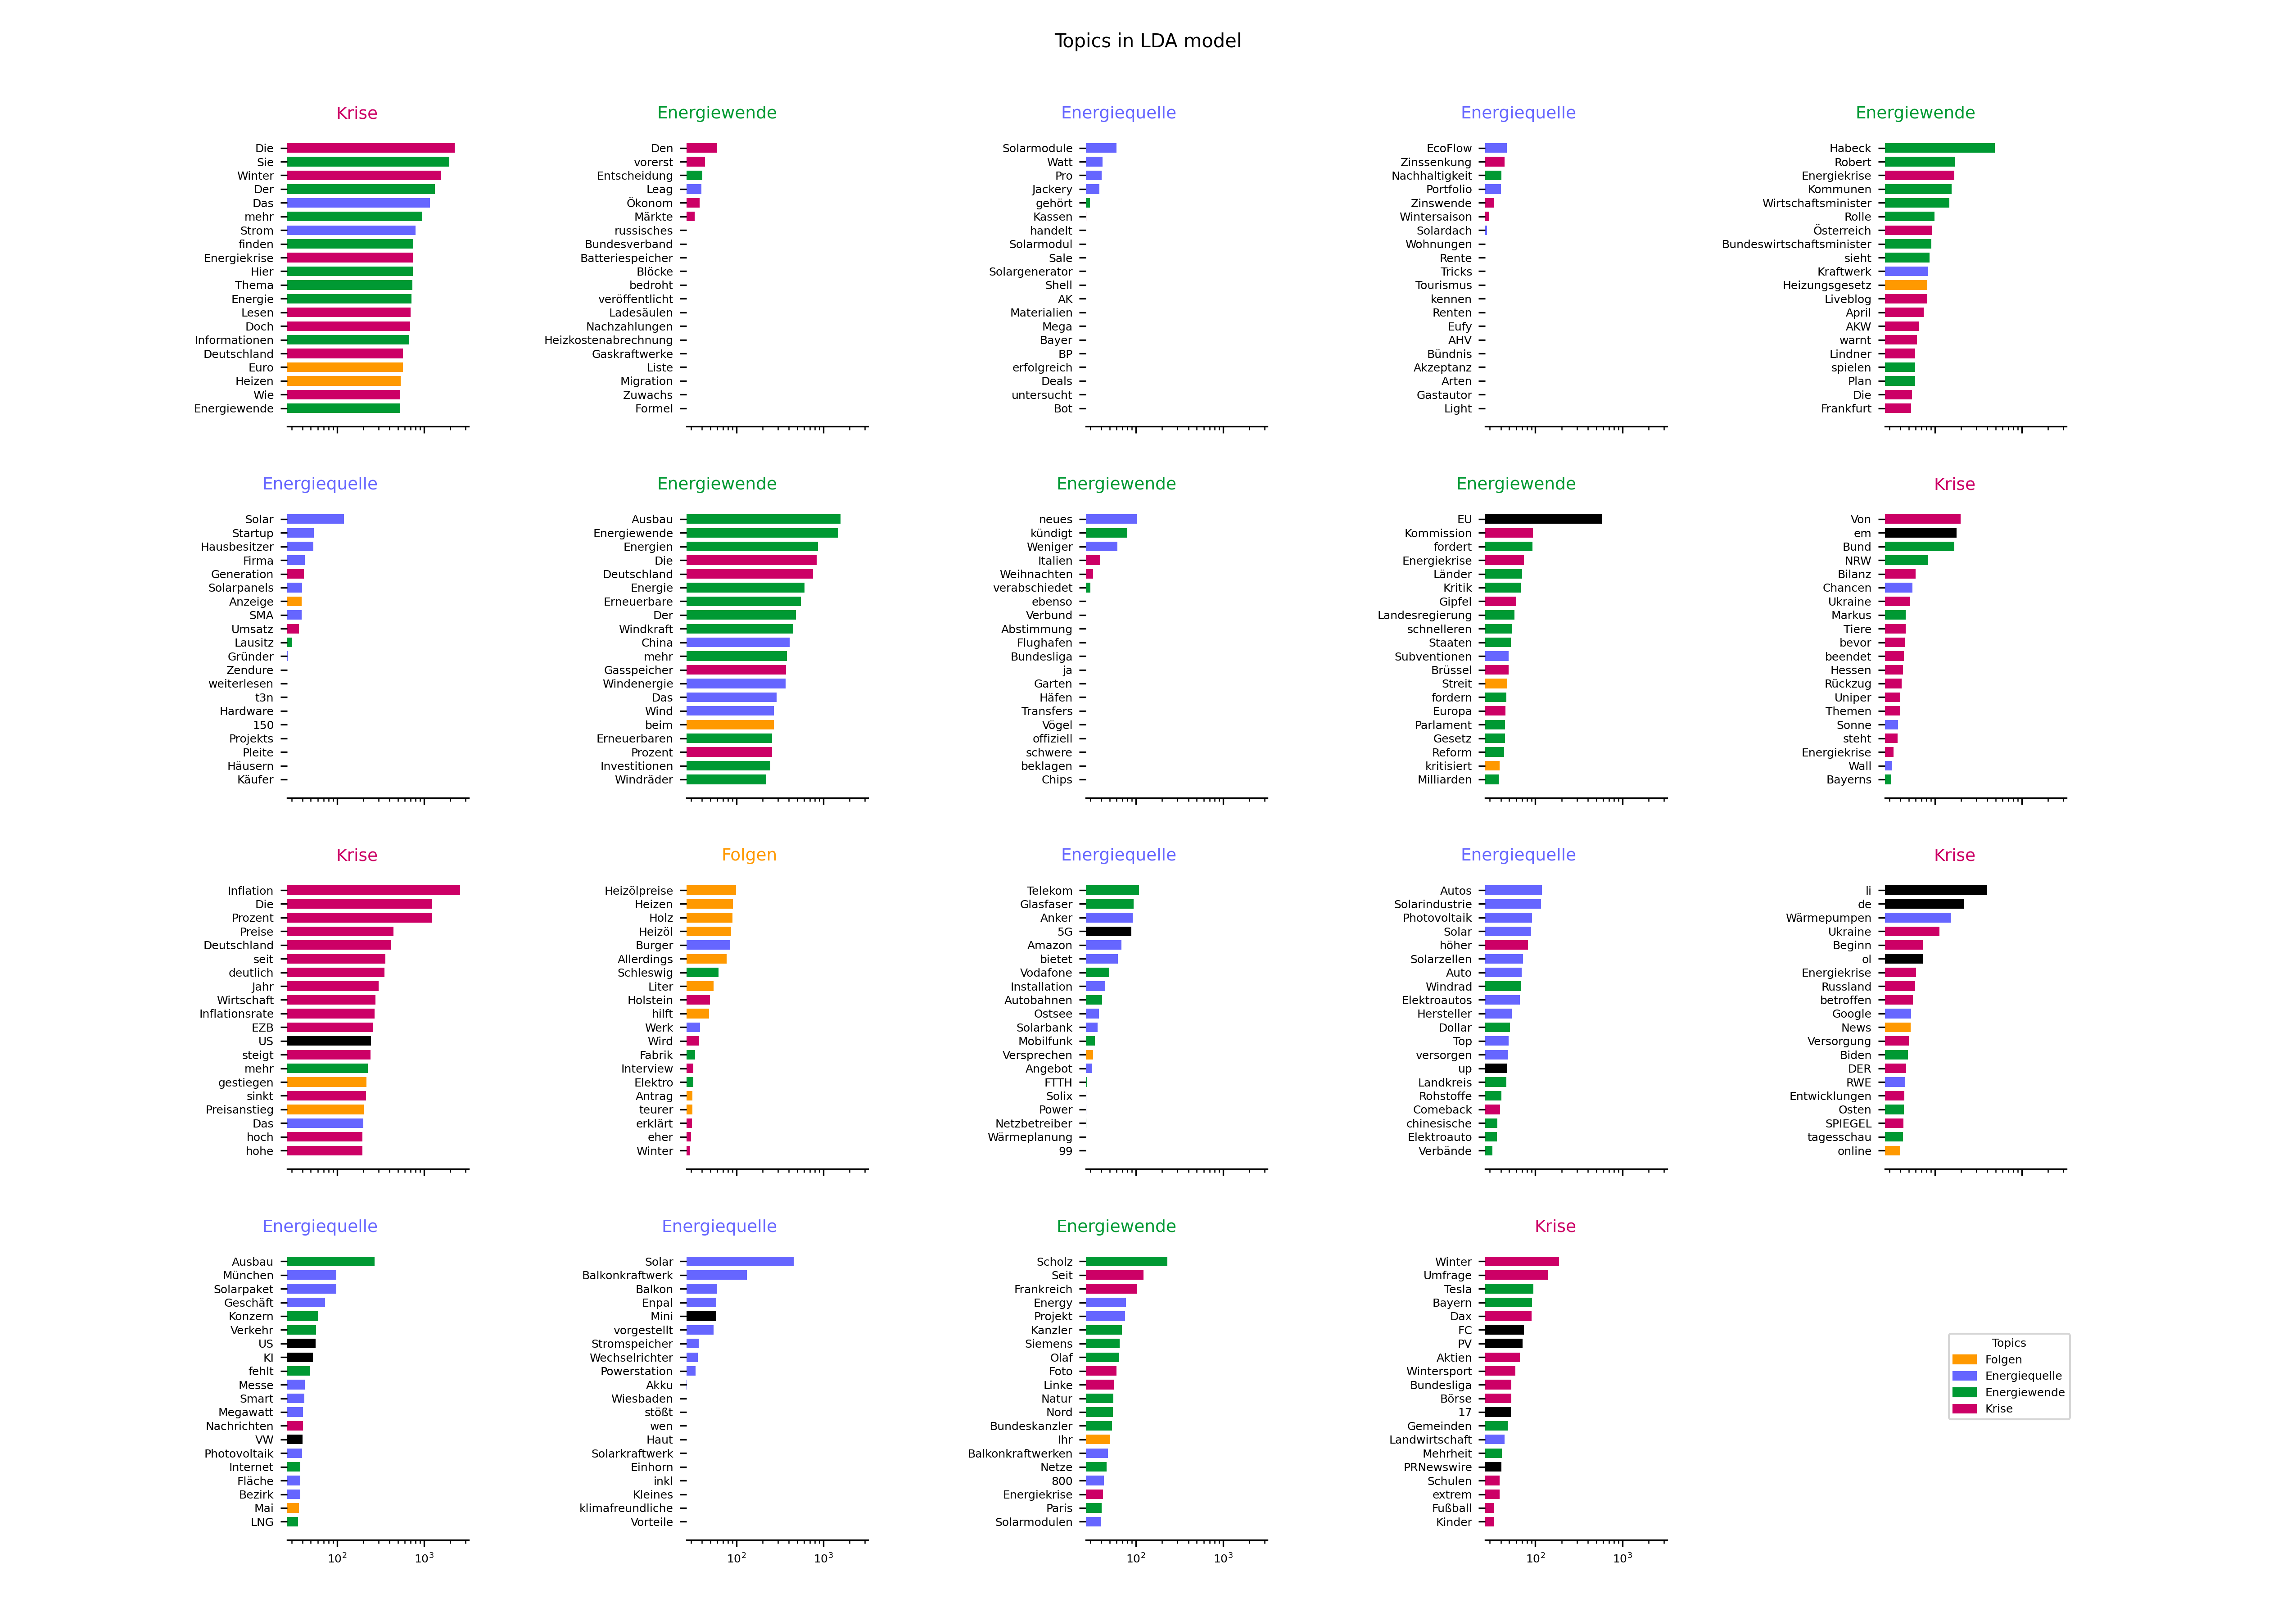 Topics in LDA model
Krise
Die
Sie
Winter
Der
Das
mehr
Strom
finden
Energiekrise
Hier
Thema
Energie
Lesen
Doch
Informationen
Deutschland
Euro
Heizen
Wie
Energiewende
Energiewende
Den
vorerst
Entscheidung
Leag
Ökonom
Märkte
russisches
Bundesverband
Batteriespeicher
Blöcke
bedroht
veröffentlicht
Ladesäulen
Nachzahlungen
Heizkostenabrechnung
Gaskraftwerke
Liste
Migration
Zuwachs
Formel
Energiequelle
Solarmodule
Watt
Pro
Jackery
gehört
Kassen
handelt
Solarmodul
Sale
Solargenerator
Shell
AK
Materialien
Mega
Bayer
BP
erfolgreich
Deals
untersucht
Bot
Energiequelle
EcoFlow
Zinssenkung
Nachhaltigkeit
Portfolio
Zinswende
Wintersaison
Solardach
Wohnungen
Rente
Tricks
Tourismus
kennen
Renten
Eufy
AHV
Bündnis
Akzeptanz
Arten
Gastautor
Light
Energiewende
Habeck
Robert
Energiekrise
Kommunen
Wirtschaftsminister
Rolle
Österreich
Bundeswirtschaftsminister
sieht
Kraftwerk
Heizungsgesetz
Liveblog
April
AKW
warnt
Lindner
spielen
Plan
Die
Frankfurt
Energiequelle
Solar
Startup
Hausbesitzer
Firma
Generation
Solarpanels
Anzeige
SMA
Umsatz
Lausitz
Gründer
Zendure
weiterlesen
t3n
Hardware
150
Projekts
Pleite
Häusern
Käufer
Energiewende
Ausbau
Energiewende
Energien
Die
Deutschland
Energie
Erneuerbare
Der
Windkraft
China
mehr
Gasspeicher
Windenergie
Das
Wind
beim
Erneuerbaren
Prozent
Investitionen
Windräder
Energiewende
neues
kündigt
Weniger
Italien
Weihnachten
verabschiedet
ebenso
Verbund
Abstimmung
Flughafen
Bundesliga
ja
Garten
Häfen
Transfers
Vögel
offiziell
schwere
beklagen
Chips
Energiewende
EU
Kommission
fordert
Energiekrise
Länder
Kritik
Gipfel
Landesregierung
schnelleren
Staaten
Subventionen
Brüssel
Streit
fordern
Europa
Parlament
Gesetz
Reform
kritisiert
Milliarden
Krise
Von
em
Bund
NRW
Bilanz
Chancen
Ukraine
Markus
Tiere
bevor
beendet
Hessen
Rückzug
Uniper
Themen
Sonne
steht
Energiekrise
Wall
Bayerns
Krise
Inflation
Die
Prozent
Preise
Deutschland
seit
deutlich
Jahr
Wirtschaft
Inflationsrate
EZB
US
steigt
mehr
gestiegen
sinkt
Preisanstieg
Das
hoch
hohe
Folgen
Heizölpreise
Heizen
Holz
Heizöl
Burger
Allerdings
Schleswig
Liter
Holstein
hilft
Werk
Wird
Fabrik
Interview
Elektro
Antrag
teurer
erklärt
eher
Winter
Energiequelle
Telekom
Glasfaser
Anker
5G
Amazon
bietet
Vodafone
Installation
Autobahnen
Ostsee
Solarbank
Mobilfunk
Versprechen
Angebot
FTTH
Solix
Power
Netzbetreiber
Wärmeplanung
99
Energiequelle
Autos
Solarindustrie
Photovoltaik
Solar
höher
Solarzellen
Auto
Windrad
Elektroautos
Hersteller
Dollar
Top
versorgen
up
Landkreis
Rohstoffe
Comeback
chinesische
Elektroauto
Verbände
Krise
li
de
Wärmepumpen
Ukraine
Beginn
ol
Energiekrise
Russland
betroffen
Google
News
Versorgung
Biden
DER
RWE
Entwicklungen
Osten
SPIEGEL
tagesschau
online
Energiequelle
Ausbau
München
Solarpaket
Geschäft
Konzern
Verkehr
US
KI
fehlt
Messe
Smart
Megawatt
Nachrichten
VW
Photovoltaik
Internet
Fläche
Bezirk
Mai
LNG
10² 10³
Energiequelle
Solar
Balkonkraftwerk
Balkon
Enpal
Mini
vorgestellt
Stromspeicher
Wechselrichter
Powerstation
Akku
Wiesbaden
stößt
wen
Haut
Solarkraftwerk
Einhorn
inkl
Kleines
klimafreundliche
Vorteile
10² 10³
Energiewende
Scholz
Seit
Frankreich
Energy
Projekt
Kanzler
Siemens
Olaf
Foto
Linke
Natur
Nord
Bundeskanzler
Ihr
Balkonkraftwerken
Netze
800
Energiekrise
Paris
Solarmodulen
10² 10³
Krise
Winter
Umfrage
Tesla
Bayern
Dax
FC
PV
Aktien
Wintersport
Bundesliga
Börse
17
Gemeinden
Landwirtschaft
Mehrheit
PRNewswire
Schulen
extrem
Fußball
Kinder
10² 10³
Topics
Folgen
Energiequelle
Energiewende
Krise